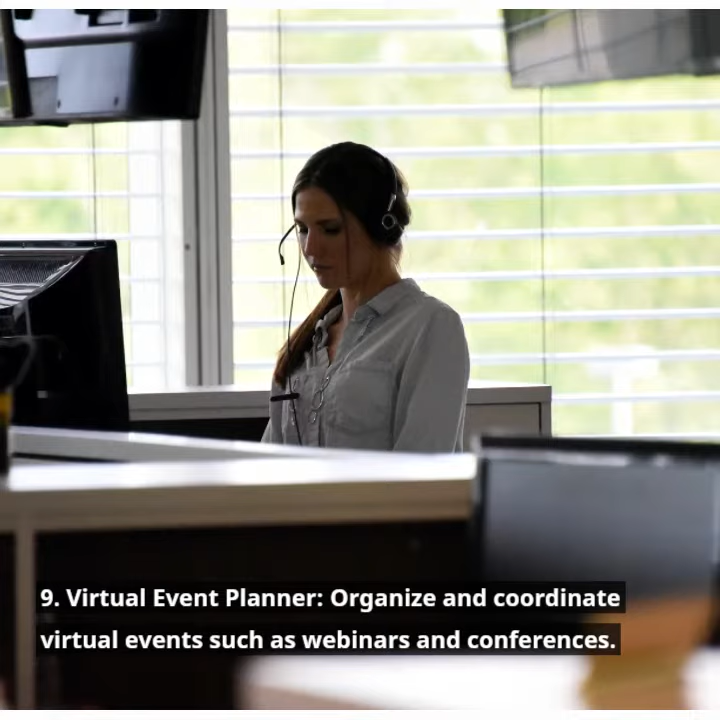 9. Virtual Event Planner: Organize and coordinate
virtual events such as webinars and conferences.